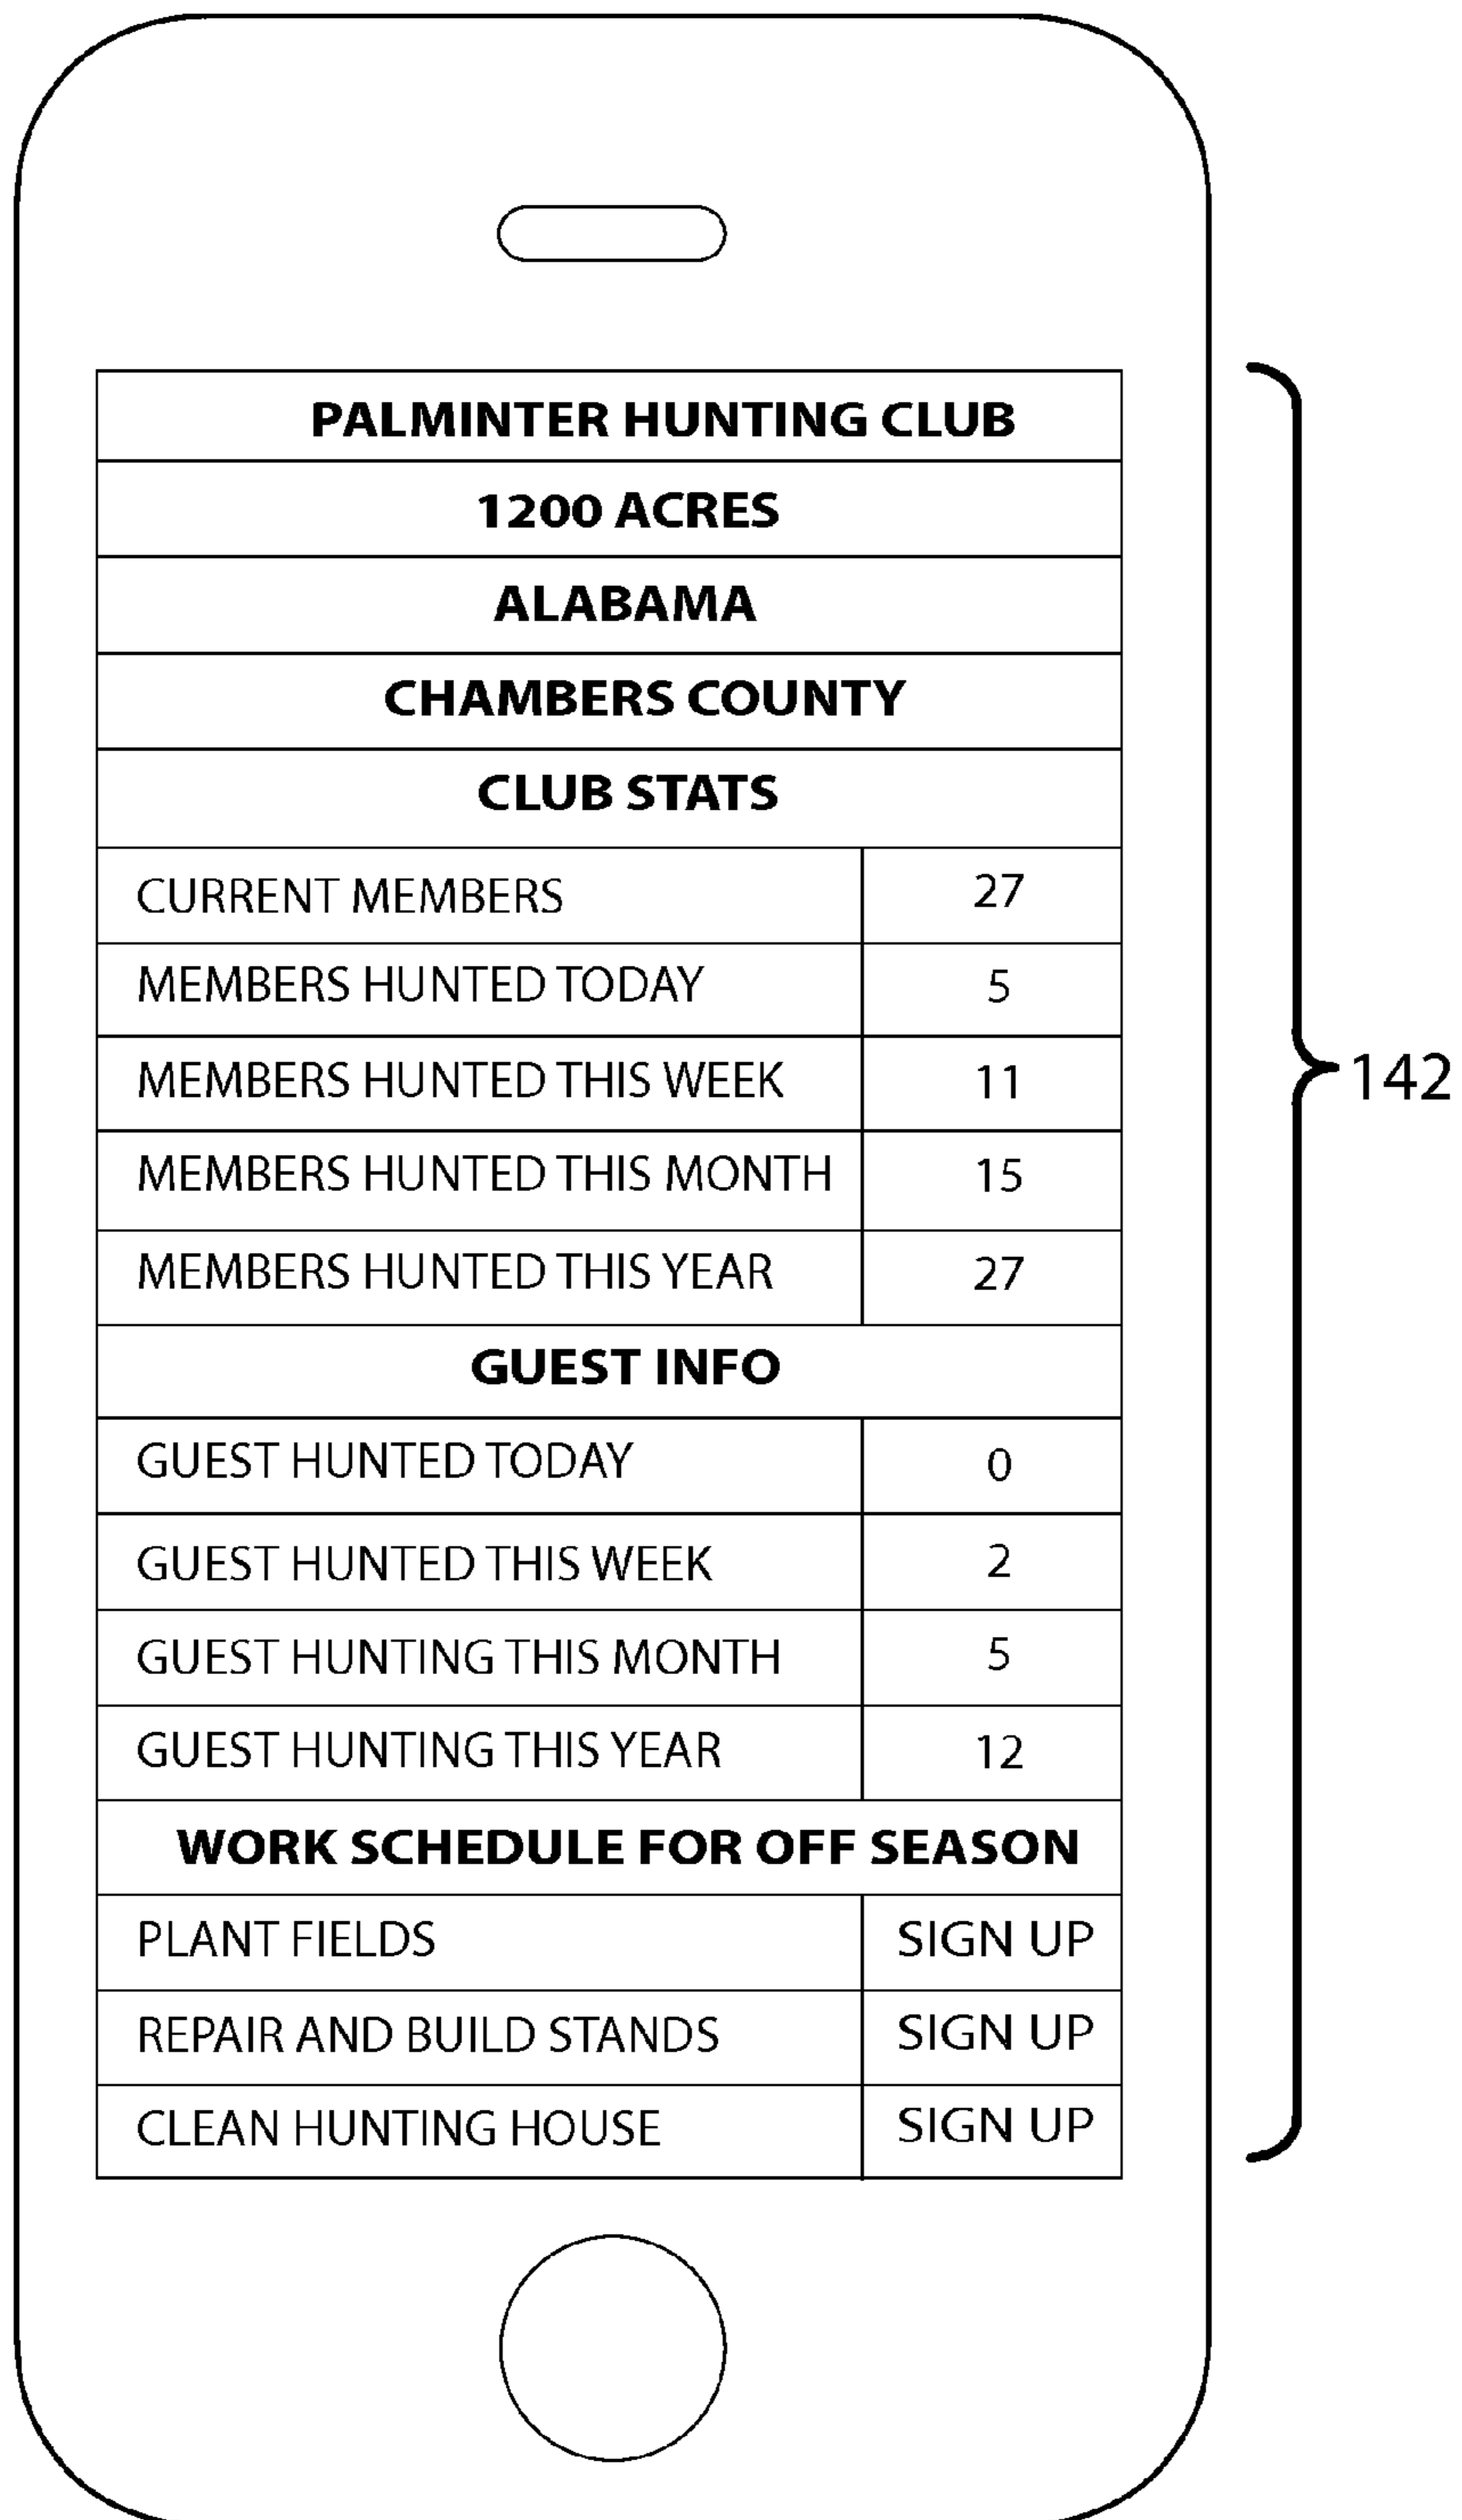 PALMINTER HUNTING CLUB
1200 ACRES
ALABAMA
CHAMBERS COUNTY
CLUB STATS
CURRENT MEMBERS 27
MEMBERS HUNTED TODAY 5
MEMBERS HUNTED THIS WEEK 11
MEMBERS HUNTED THIS MONTH 15
MEMBERS HUNTED THIS YEAR 27
GUEST INFO
GUEST HUNTED TODAY 0
GUEST HUNTED THIS WEEK 2
GUEST HUNTING THIS MONTH 5
GUEST HUNTING THIS YEAR 12
WORK SCHEDULE FOR OFF SEASON
PLANT FIELDS SIGN UP
REPAIR AND BUILD STANDS SIGN UP
CLEAN HUNTING HOUSE SIGN UP
142